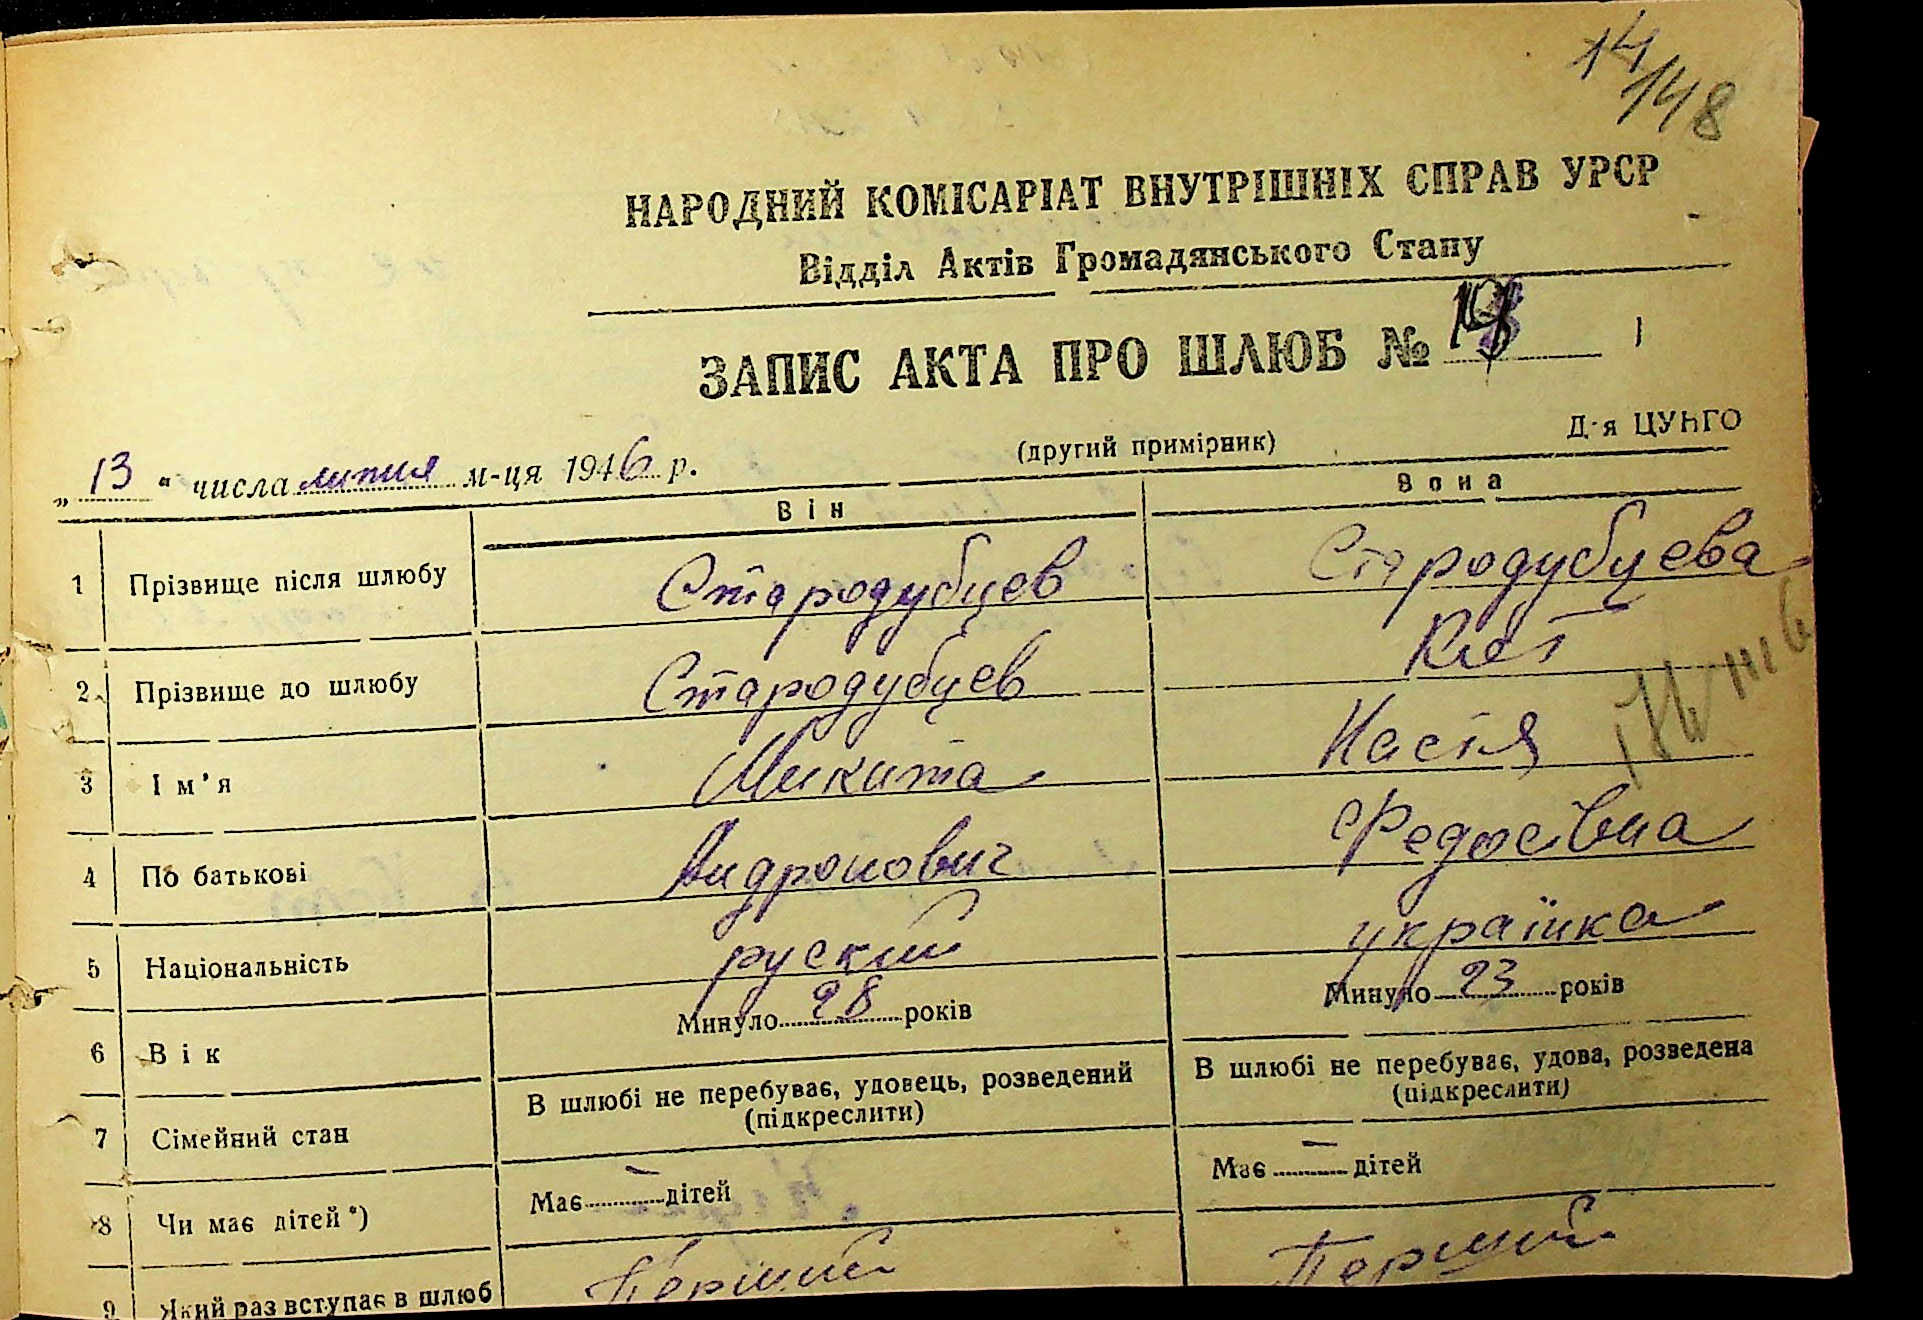 14/148
НАРОДНИЙ КОМІСАРІАТ ВНУТРІШНІХ СПРАВ УРСР
Відділ Актів Громадянського Стану
ЗАПИС АКТА ПРО ШЛЮБ №
(другий примірник) Д-я ЦУНГО
„13“ числа липня м-ця 1946 р.
Він Вона
1 Прізвище після шлюбу Стародубцев Стародубцева
2 Прізвище до шлюбу Стародубцев
3 Ім'я Микита Настя
4 По батькові Андронович Федосівна
5 Національність руский українка
6 Вік Минуло 28 років Минуло 23 років
7 Сімейний стан В шлюбі не перебуває, удовець, розведений (підкреслити) В шлюбі не перебуває, удова, розведена (підкреслити)
8 Чи має дітей*) Має — дітей Має — дітей
9 Який раз вступає в шлюб Перший Перший